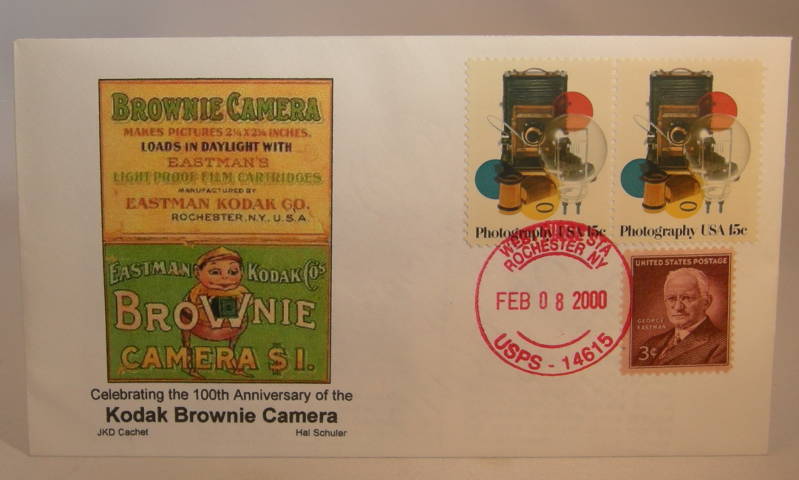 BROWNIE CAMERA
MAKES PICTURES 2¼ X 2¼ INCHES.
LOADS IN DAYLIGHT WITH
EASTMAN'S
LIGHT PROOF FILM CARTRIDGES
MANUFACTURED BY
EASTMAN KODAK CO.
ROCHESTER, N.Y., U.S.A.
EASTMAN KODAK CO'S
BROWNIE
CAMERA $1.
Celebrating the 100th Anniversary of the
Kodak Brownie Camera
JKD Cachet Hal Schuler
Photography USA 15c
Photography USA 15c
STA
ROCHESTER NY
FEB 08 2000
USPS - 14615
UNITED STATES POSTAGE
GEORGE
EASTMAN
3¢